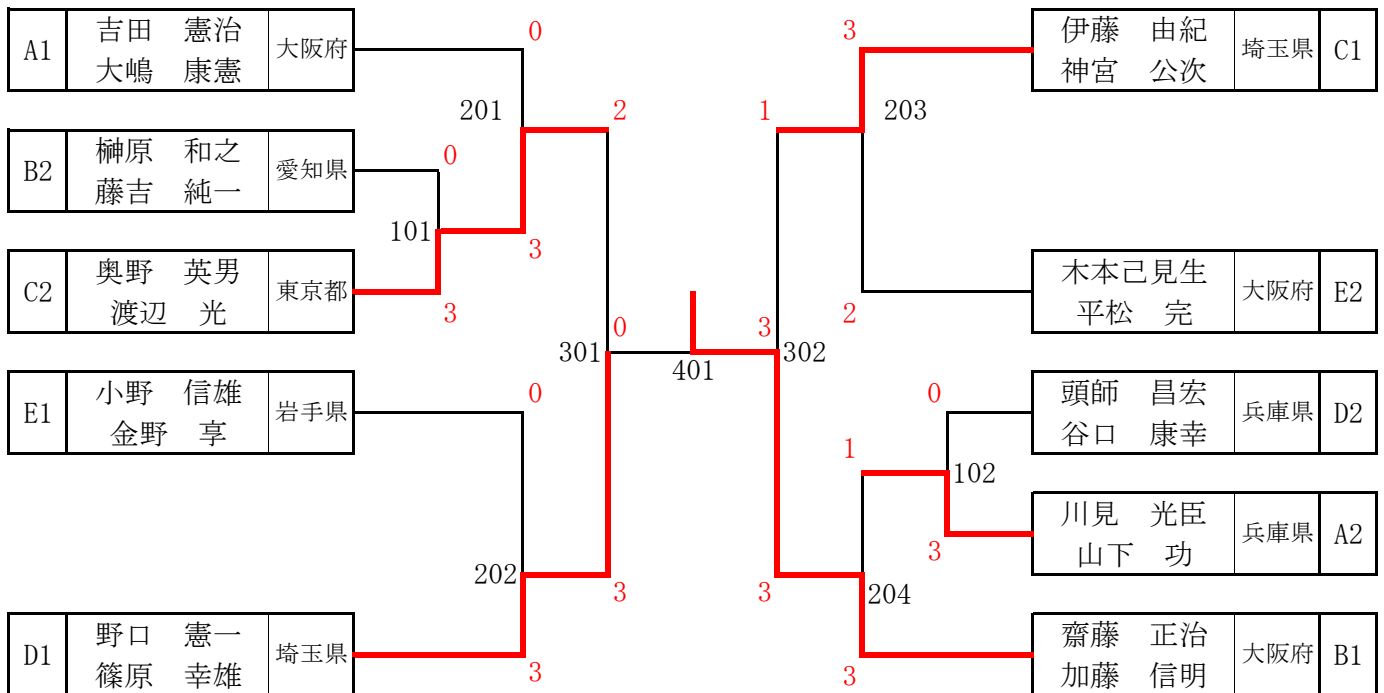 A1 吉田　憲治 大阪府
大嶋　康憲
0
201
2
B2 榊原　和之 愛知県
藤吉　純一
0
101
3
C2 奥野　英男 東京都
渡辺　光
3
301
0
401
E1 小野　信雄 岩手県
金野　享
0
202
3
D1 野口　憲一 埼玉県
篠原　幸雄
3
3
伊藤　由紀 埼玉県 C1
神宮　公次
1
203
木本己見生 大阪府 E2
平松　完
2
3
302
0
頭師　昌宏 兵庫県 D2
谷口　康幸
1
102
川見　光臣 兵庫県 A2
山下　功
3
3
204
齋藤　正治 大阪府 B1
加藤　信明
3